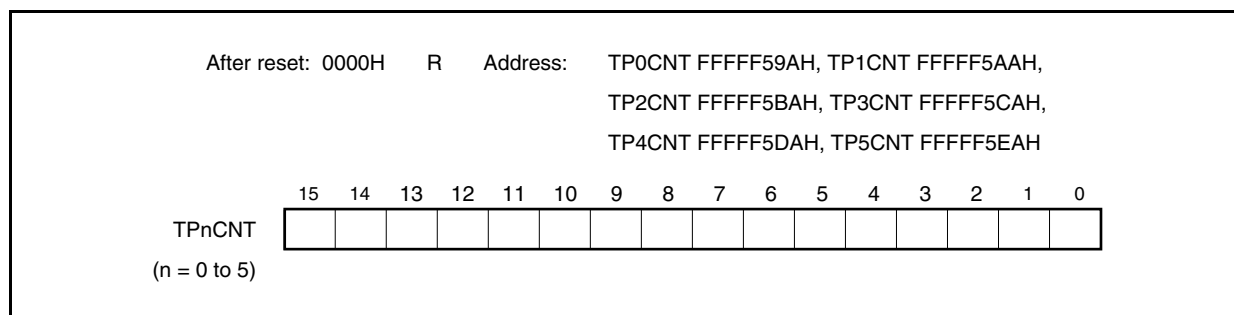 After reset: 0000H R Address: TP0CNT FFFFF59AH, TP1CNT FFFFF5AAH,
TP2CNT FFFFF5BAH, TP3CNT FFFFF5CAH,
TP4CNT FFFFF5DAH, TP5CNT FFFFF5EAH
15 14 13 12 11 10 9 8 7 6 5 4 3 2 1 0
TPnCNT
(n = 0 to 5)